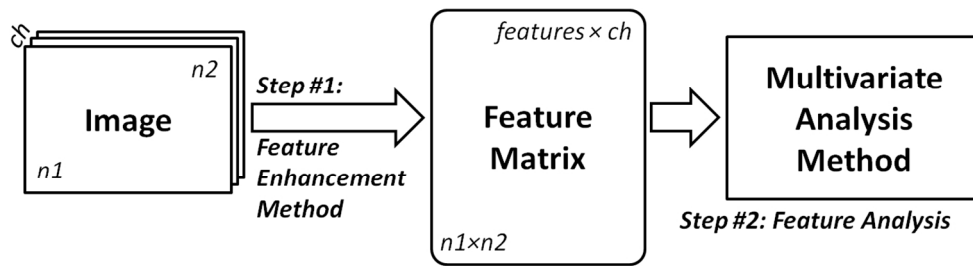 ch
n2
Image
n1
Step #1:
Feature
Enhancement
Method
features × ch
Feature
Matrix
n1×n2
Multivariate
Analysis
Method
Step #2: Feature Analysis